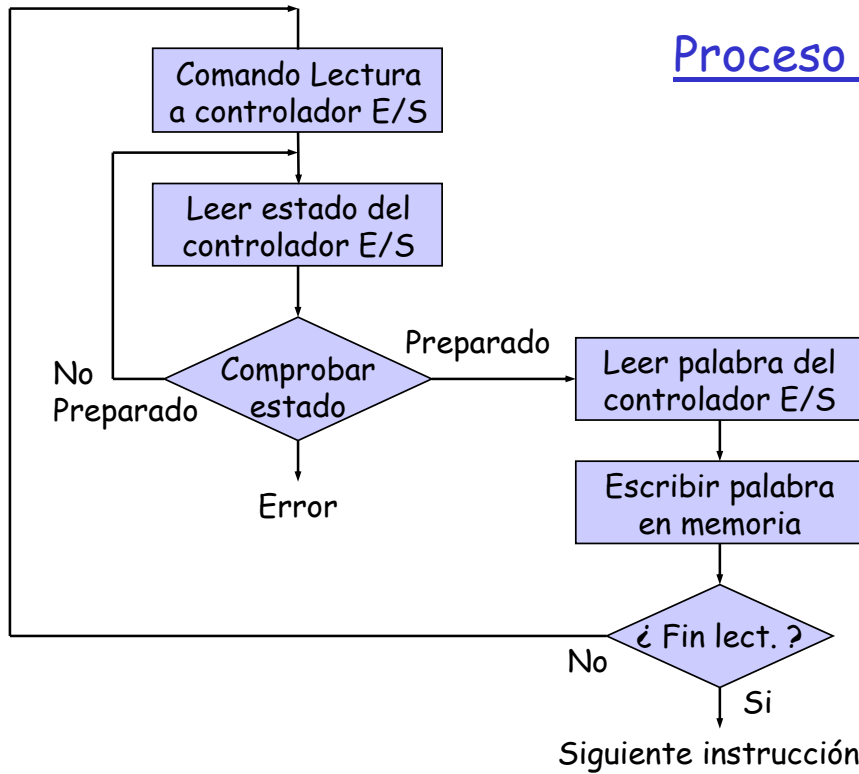 Proceso
Comando Lectura
a controlador E/S
Leer estado del
controlador E/S
Comprobar
estado
No
Preparado
Preparado
Error
Leer palabra del
controlador E/S
Escribir palabra
en memoria
¿ Fin lect. ?
No
Si
Siguiente instrucción